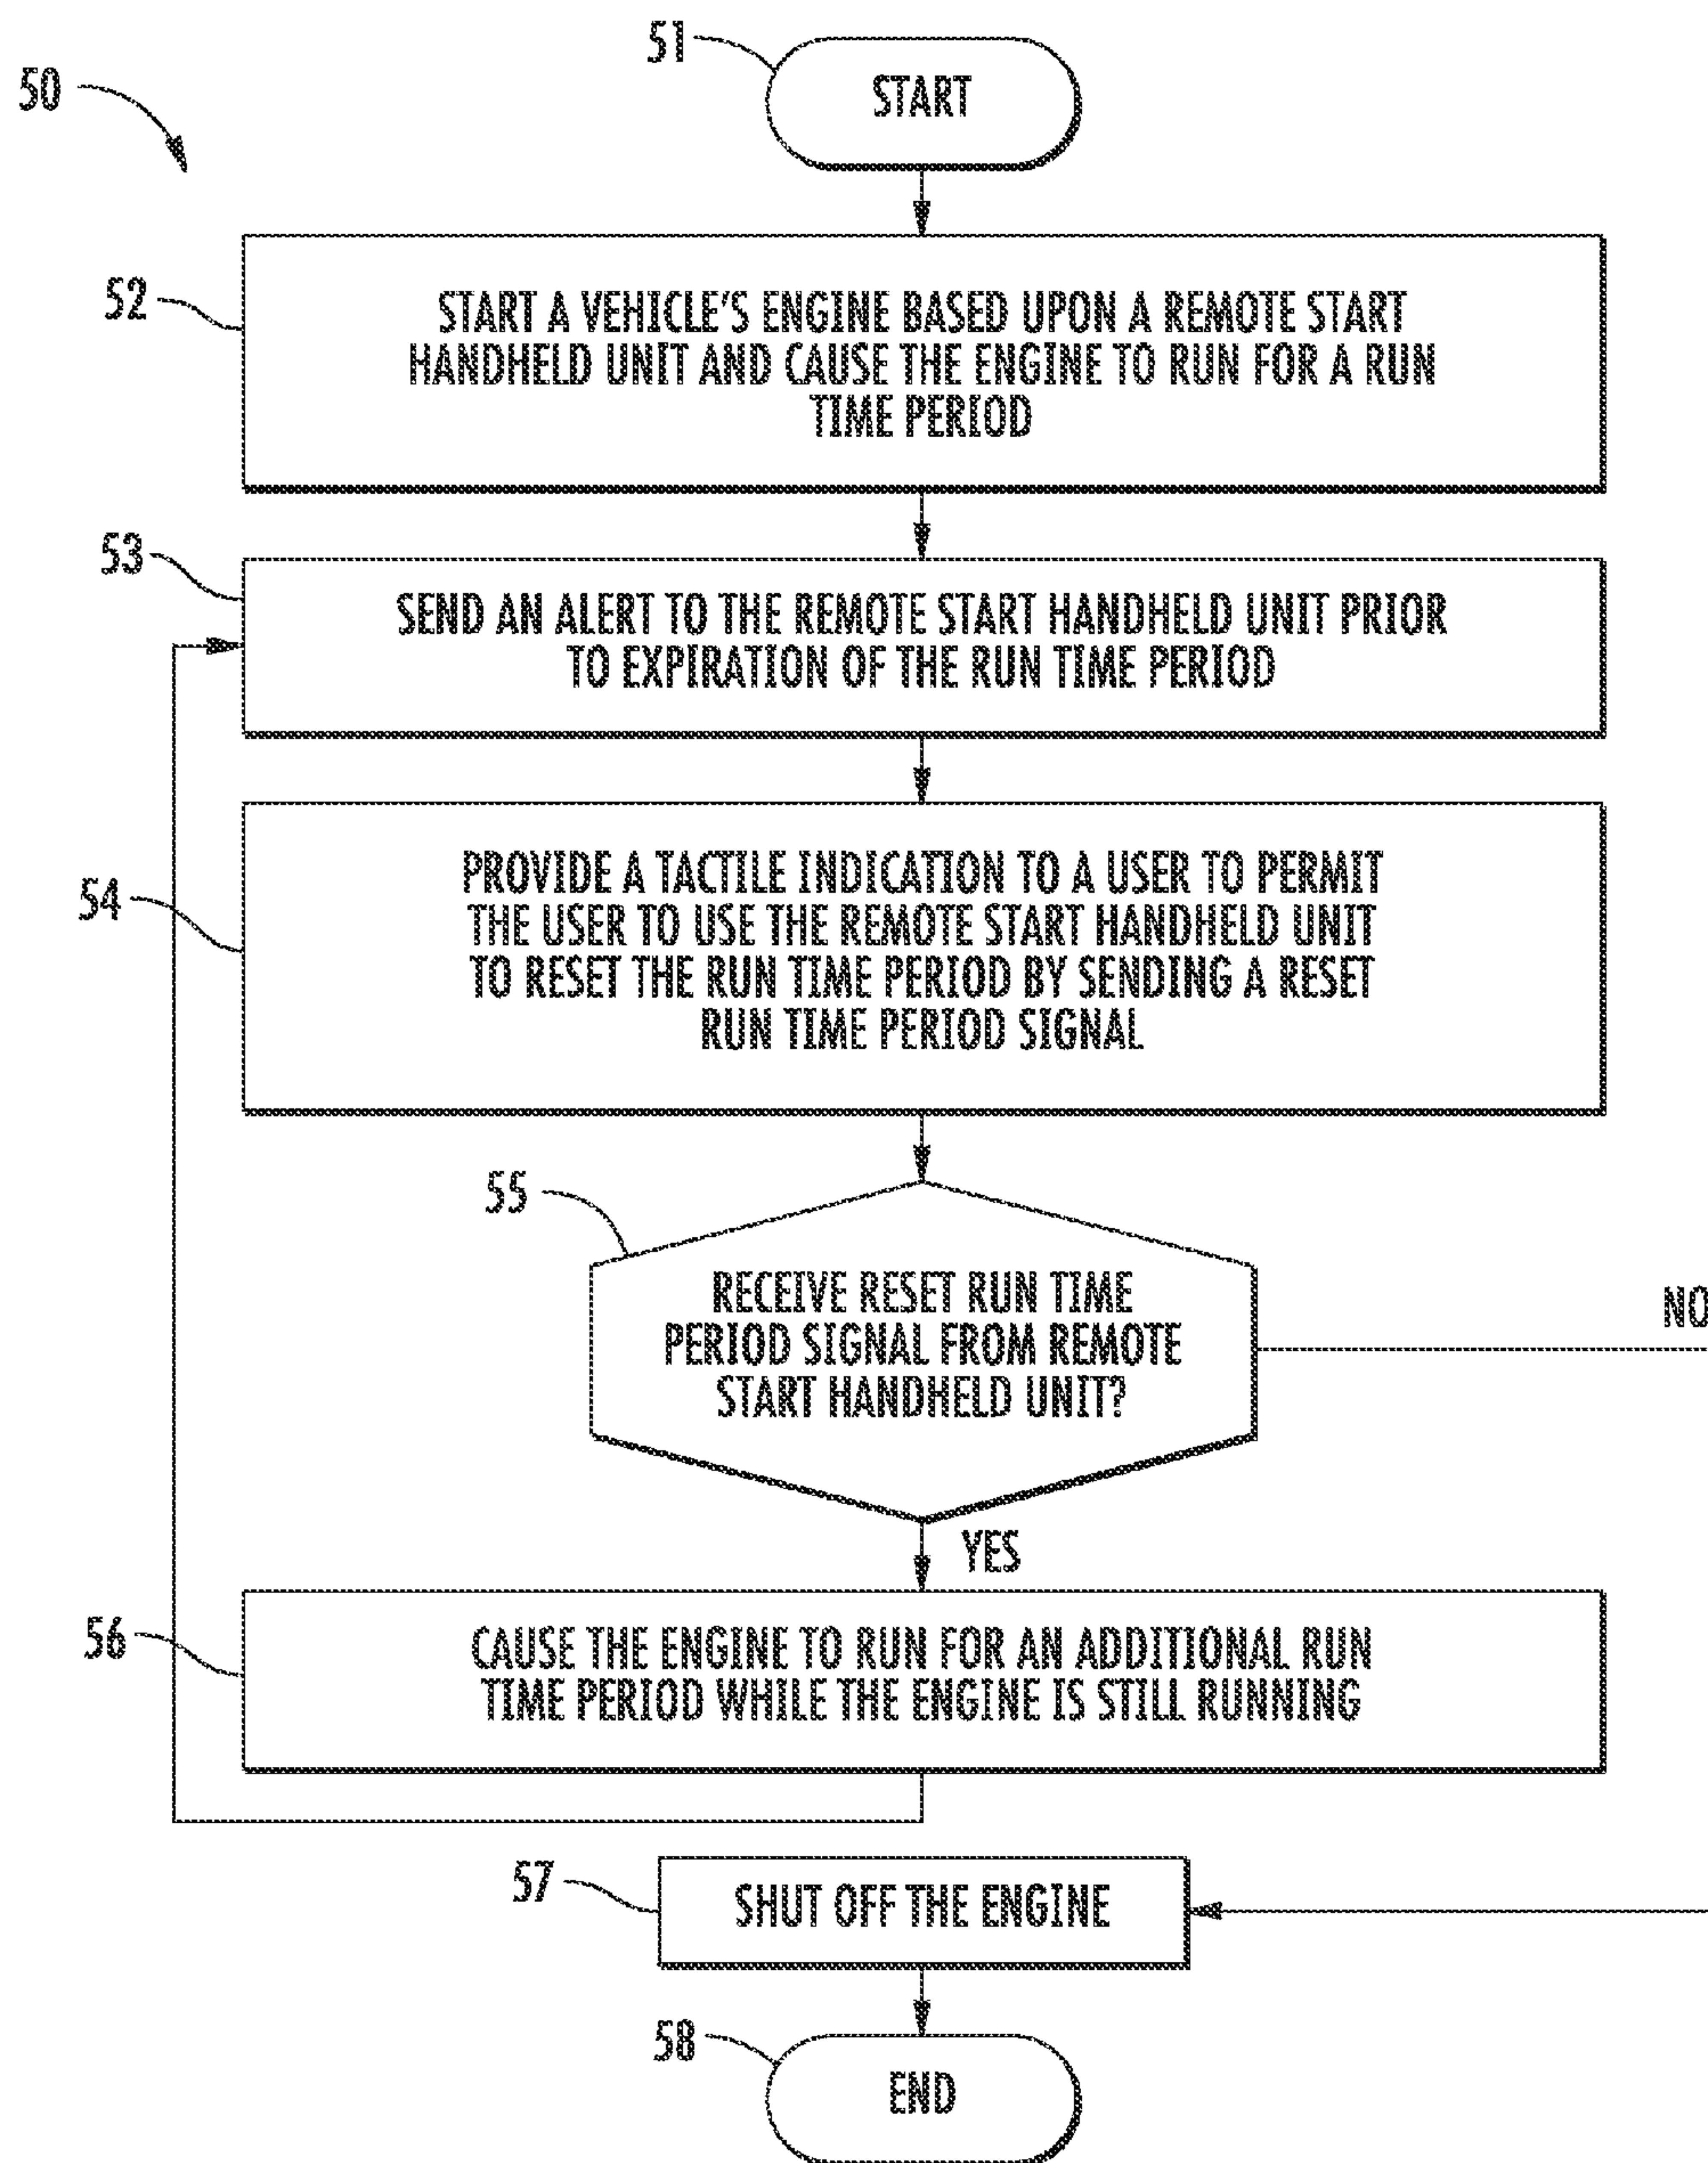 51
START
50
52
START A VEHICLE'S ENGINE BASED UPON A REMOTE START
HANDHELD UNIT AND CAUSE THE ENGINE TO RUN FOR A RUN
TIME PERIOD
53
SEND AN ALERT TO THE REMOTE START HANDHELD UNIT PRIOR
TO EXPIRATION OF THE RUN TIME PERIOD
54
PROVIDE A TACTILE INDICATION TO A USER TO PERMIT
THE USER TO USE THE REMOTE START HANDHELD UNIT
TO RESET THE RUN TIME PERIOD BY SENDING A RESET
RUN TIME PERIOD SIGNAL
55
RECEIVE RESET RUN TIME
PERIOD SIGNAL FROM REMOTE
START HANDHELD UNIT?
NO
YES
56
CAUSE THE ENGINE TO RUN FOR AN ADDITIONAL RUN
TIME PERIOD WHILE THE ENGINE IS STILL RUNNING
57
SHUT OFF THE ENGINE
58
END